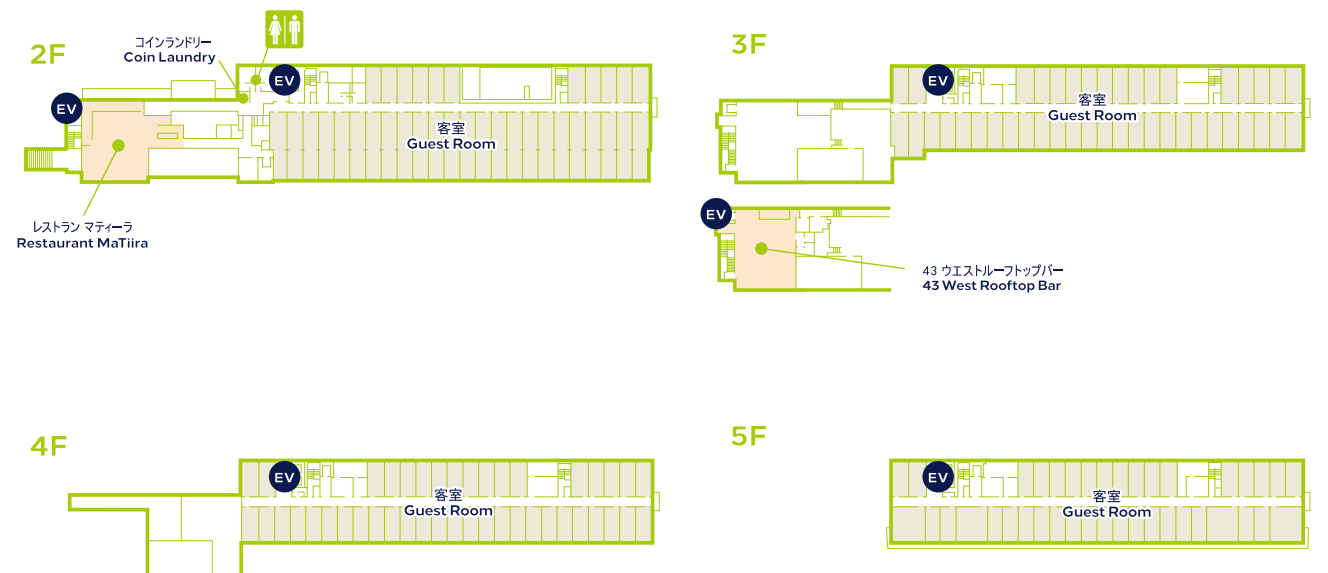 2F
コインランドリー
Coin Laundry
EV
EV
客室
Guest Room
レストラン マティーラ
Restaurant MaTiira
3F
EV
客室
Guest Room
EV
43 ウエストルーフトップバー
43 West Rooftop Bar
4F
EV
客室
Guest Room
5F
EV
客室
Guest Room